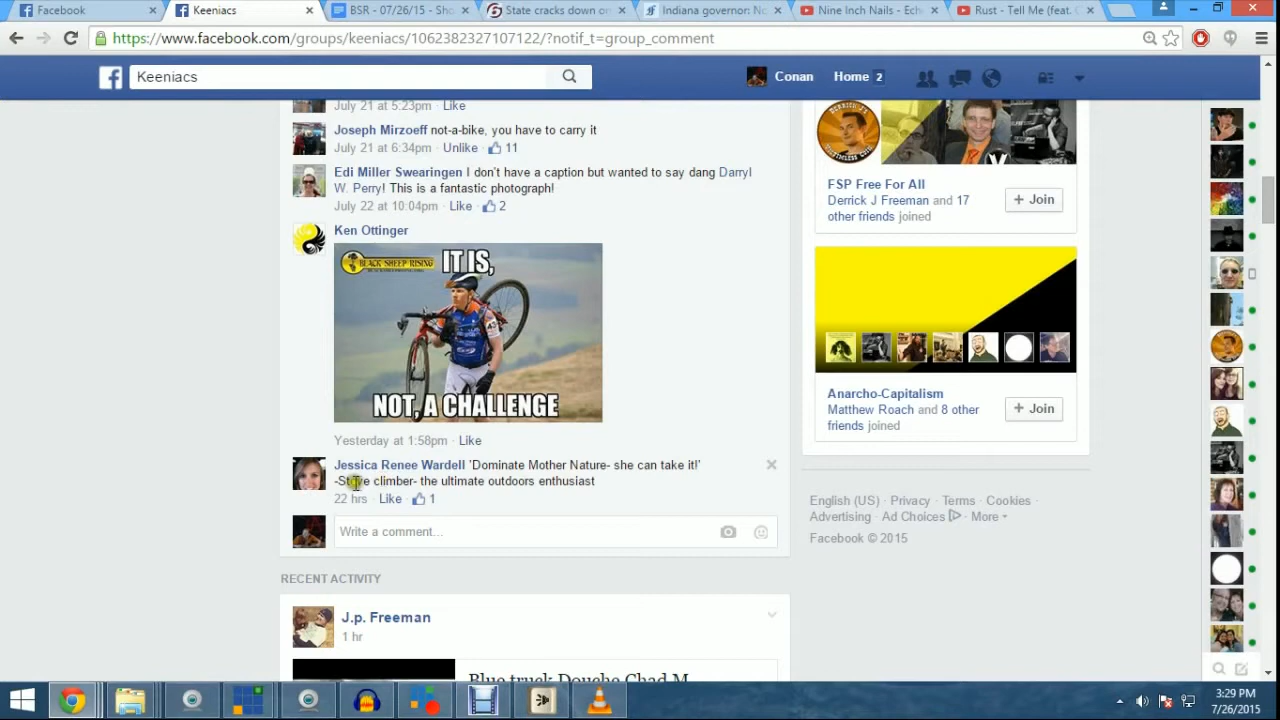 Facebook
Keeniacs
BSR - 07/26/15 - Sho
State cracks down on
Indiana governor: No
Nine Inch Nails - Ech
Rust - Tell Me (feat. C
https://www.facebook.com/groups/keeniacs/1062382327107122/?notif_t=group_comment
Keeniacs
Conan
Home 2
July 21 at 5:23pm · Like
Joseph Mirzoeff not-a-bike, you have to carry it
July 21 at 6:34pm · Unlike · 11
Edi Miller Swearingen I don't have a caption but wanted to say dang Darryl
W. Perry! This is a fantastic photograph!
July 22 at 10:04pm · Like · 2
Ken Ottinger
BLACK SHEEP RISING
IT IS,
NOT, A CHALLENGE
Yesterday at 1:58pm · Like
Jessica Renee Wardell 'Dominate Mother Nature- she can take it!'
climber- the ultimate outdoors enthusiast
22 hrs · Like · 1
Write a comment...
RECENT ACTIVITY
J.p. Freeman
1 hr
FSP Free For All
Derrick J Freeman and 17
other friends joined
+ Join
Anarcho-Capitalism
Matthew Roach and 8 other
friends joined
+ Join
English (US) · Privacy · Terms · Cookies ·
Advertising · Ad Choices · More
Facebook © 2015
3:29 PM
7/26/2015